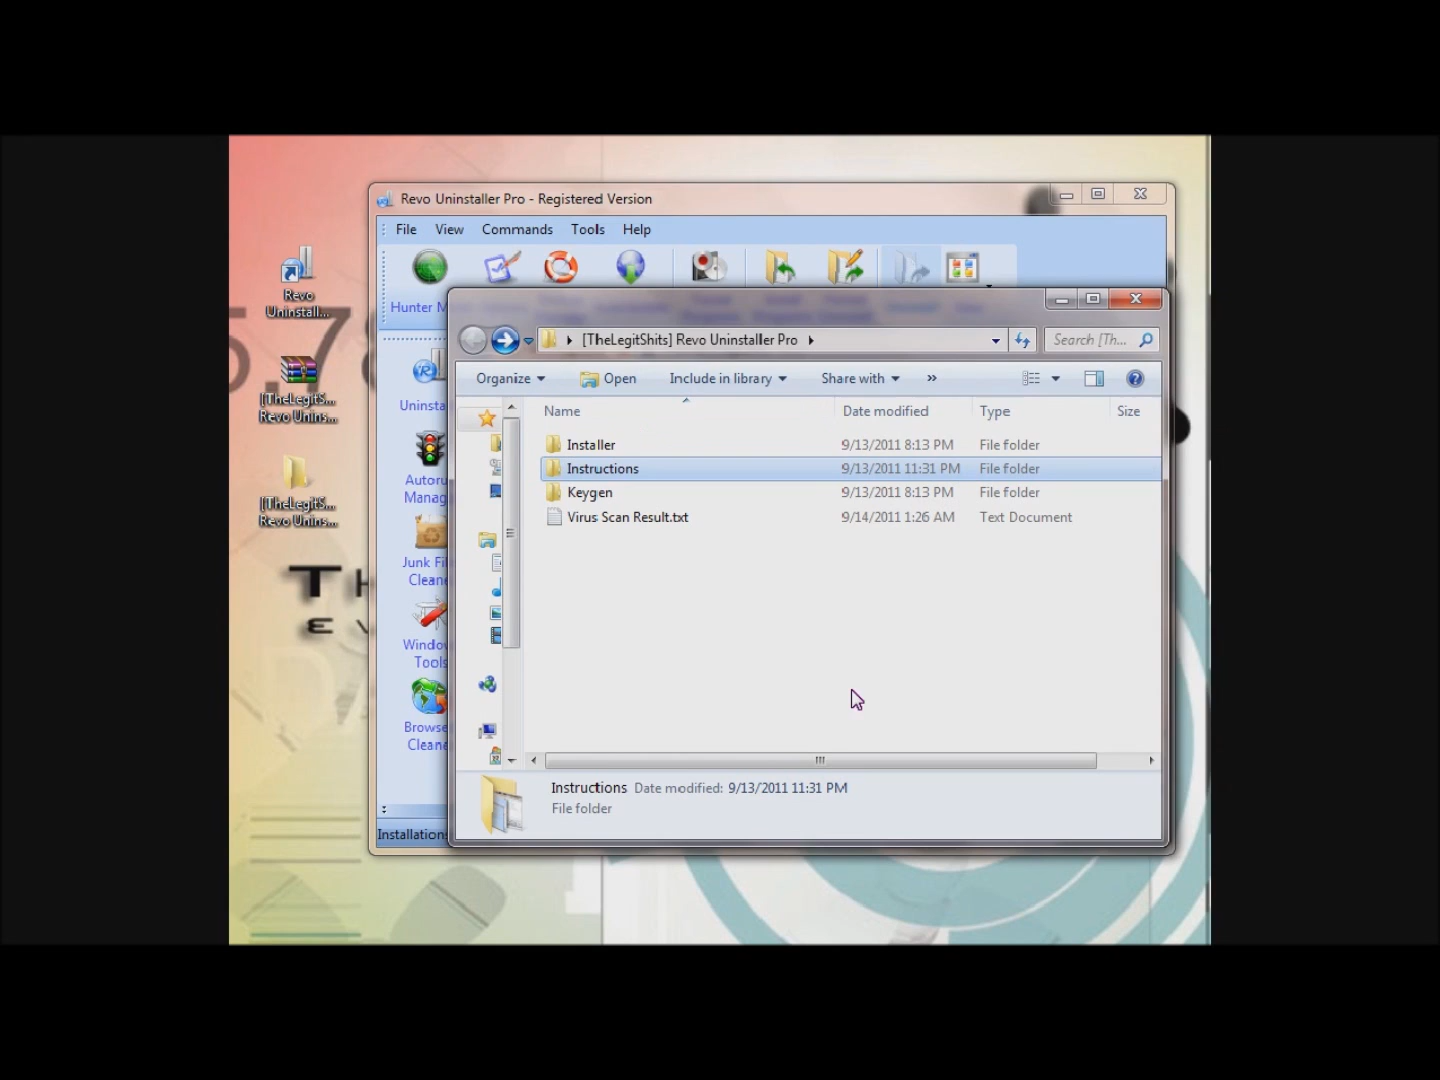 Revo Uninstaller Pro - Registered Version
File View Commands Tools Help
Hunter M
Revo
Uninstall...
[TheLegitS...
Revo Unins...
[TheLegitS...
Revo Unins...
[TheLegitShits] Revo Uninstaller Pro
Search [Th...
Organize Open Include in library Share with »
Name Date modified Type Size
Installer 9/13/2011 8:13 PM File folder
Instructions 9/13/2011 11:31 PM File folder
Keygen 9/13/2011 8:13 PM File folder
Virus Scan Result.txt 9/14/2011 1:26 AM Text Document
Uninsta
Autoru
Manag
Junk Fi
Cleane
Windo
Tools
Browse
Cleane
Installations
Instructions Date modified: 9/13/2011 11:31 PM
File folder